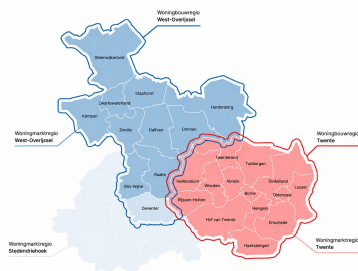 Woningbouwregio
West-Overijssel
Steenwijkerland
Staphorst
Zwartewaterland
Hardenberg
Kampen
Zwolle
Dalfsen
Ommen
Woningmarktregio
West-Overijssel
Woningbouwregio
Twente
Twenterand
Tubbergen
Raalte
Hellendoorn
Wierden
Almelo
Dinkelland
Losser
Olst-Wijhe
Borne
Oldenzaal
Rijssen-Holten
Deventer
Hengelo
Hof van Twente
Enschede
Haaksbergen
Woningmarktregio
Stedendriehoek
Woningmarktregio
Twente